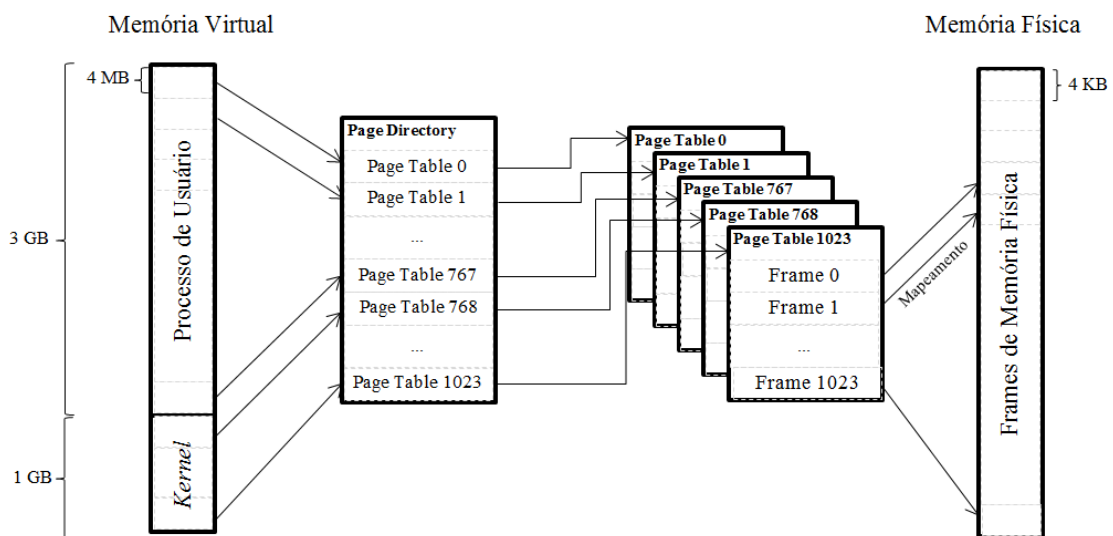 Memória Virtual
Memória Física
4 MB
3 GB
Processo de Usuário
1 GB
Kernel
Page Directory
Page Table 0
Page Table 1
...
Page Table 767
Page Table 768
...
Page Table 1023
Page Table 0
Page Table 1
Page Table 767
Page Table 768
Page Table 1023
Frame 0
Frame 1
...
Frame 1023
Mapeamento
4 KB
Frames de Memória Física